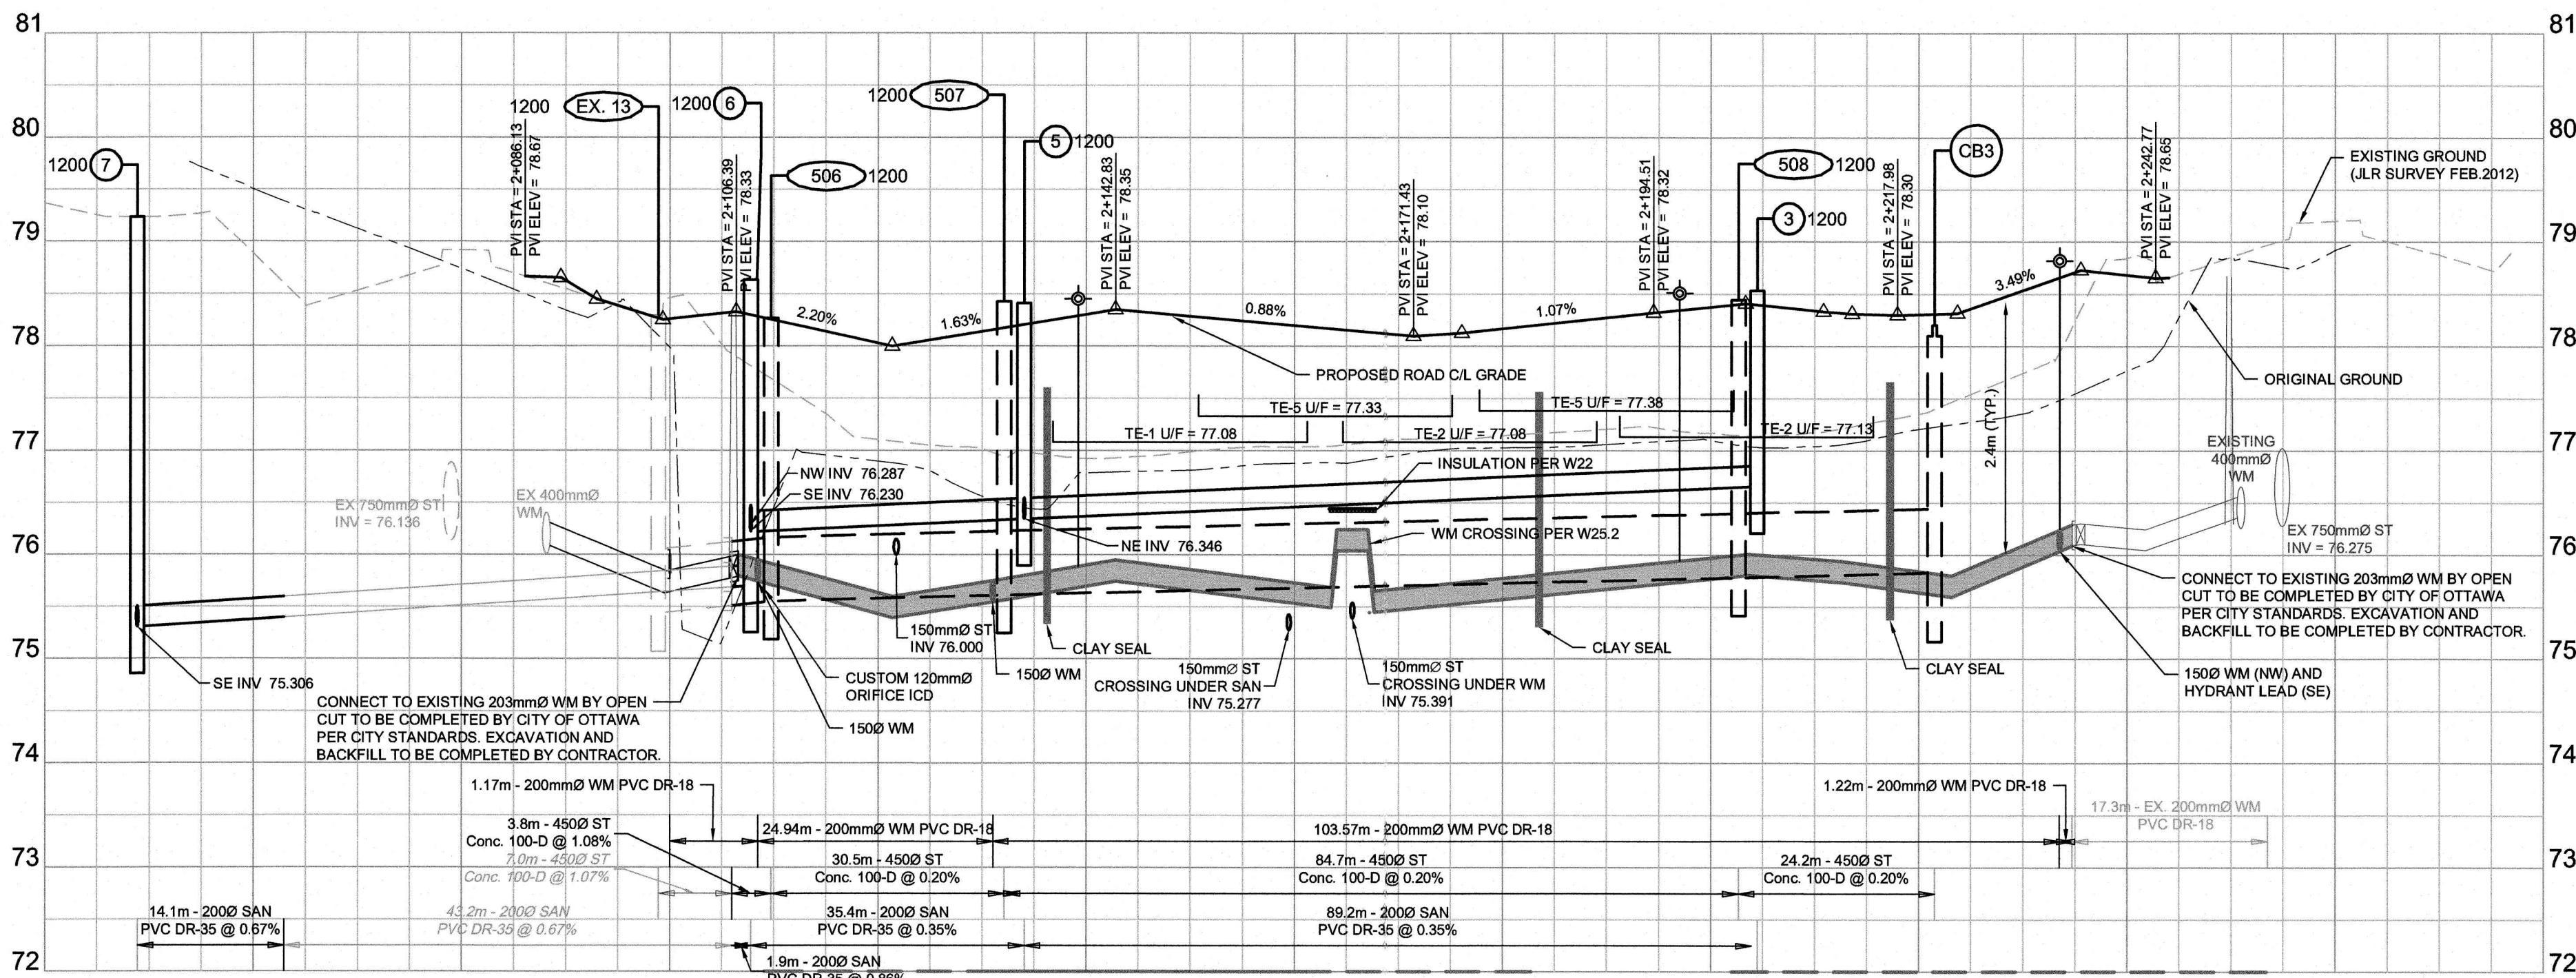 81
81
80
80
79
79
78
78
77
77
76
76
75
75
74
74
73
73
72
72
1200 7
1200 EX. 13
1200 6
506 1200
1200 507
5 1200
508 1200
3 1200
CB3
PVI STA = 2+086.13
PVI ELEV = 78.67
PVI STA = 2+106.39
PVI ELEV = 78.33
PVI STA = 2+142.83
PVI ELEV = 78.35
PVI STA = 2+171.43
PVI ELEV = 78.10
PVI STA = 2+194.51
PVI ELEV = 78.32
PVI STA = 2+217.98
PVI ELEV = 78.30
PVI STA = 2+242.77
PVI ELEV = 78.65
EXISTING GROUND
(JLR SURVEY FEB.2012)
2.20%
1.63%
0.88%
1.07%
3.49%
PROPOSED ROAD C/L GRADE
ORIGINAL GROUND
TE-5 U/F = 77.33
TE-5 U/F = 77.38
TE-1 U/F = 77.08
TE-2 U/F = 77.08
TE-2 U/F = 77.13
2.4m (TYP.)
EXISTING
400mmØ
WM
EX 750mmØ ST
INV = 76.136
EX 400mmØ
WM
NW INV 76.287
SE INV 76.230
INSULATION PER W22
WM CROSSING PER W25.2
NE INV 76.346
EX 750mmØ ST
INV = 76.275
CONNECT TO EXISTING 203mmØ WM BY OPEN
CUT TO BE COMPLETED BY CITY OF OTTAWA
PER CITY STANDARDS. EXCAVATION AND
BACKFILL TO BE COMPLETED BY CONTRACTOR.
150mmØ ST
INV 76.000
CLAY SEAL
CLAY SEAL
CLAY SEAL
SE INV 75.306
CUSTOM 120mmØ
ORIFICE ICD
150Ø WM
150mmØ ST
CROSSING UNDER SAN
INV 75.277
150mmØ ST
CROSSING UNDER WM
INV 75.391
150Ø WM (NW) AND
HYDRANT LEAD (SE)
CONNECT TO EXISTING 203mmØ WM BY OPEN
CUT TO BE COMPLETED BY CITY OF OTTAWA
PER CITY STANDARDS. EXCAVATION AND
BACKFILL TO BE COMPLETED BY CONTRACTOR.
150Ø WM
1.17m - 200mmØ WM PVC DR-18
1.22m - 200mmØ WM PVC DR-18
17.3m - EX. 200mmØ WM
PVC DR-18
3.8m - 450Ø ST
Conc. 100-D @ 1.08%
24.94m - 200mmØ WM PVC DR-18
103.57m - 200mmØ WM PVC DR-18
7.0m - 450Ø ST
Conc. 100-D @ 1.07%
30.5m - 450Ø ST
Conc. 100-D @ 0.20%
84.7m - 450Ø ST
Conc. 100-D @ 0.20%
24.2m - 450Ø ST
Conc. 100-D @ 0.20%
14.1m - 200Ø SAN
PVC DR-35 @ 0.67%
43.2m - 200Ø SAN
PVC DR-35 @ 0.67%
35.4m - 200Ø SAN
PVC DR-35 @ 0.35%
89.2m - 200Ø SAN
PVC DR-35 @ 0.35%
1.9m - 200Ø SAN
PVC DR-35 @ 0.86%